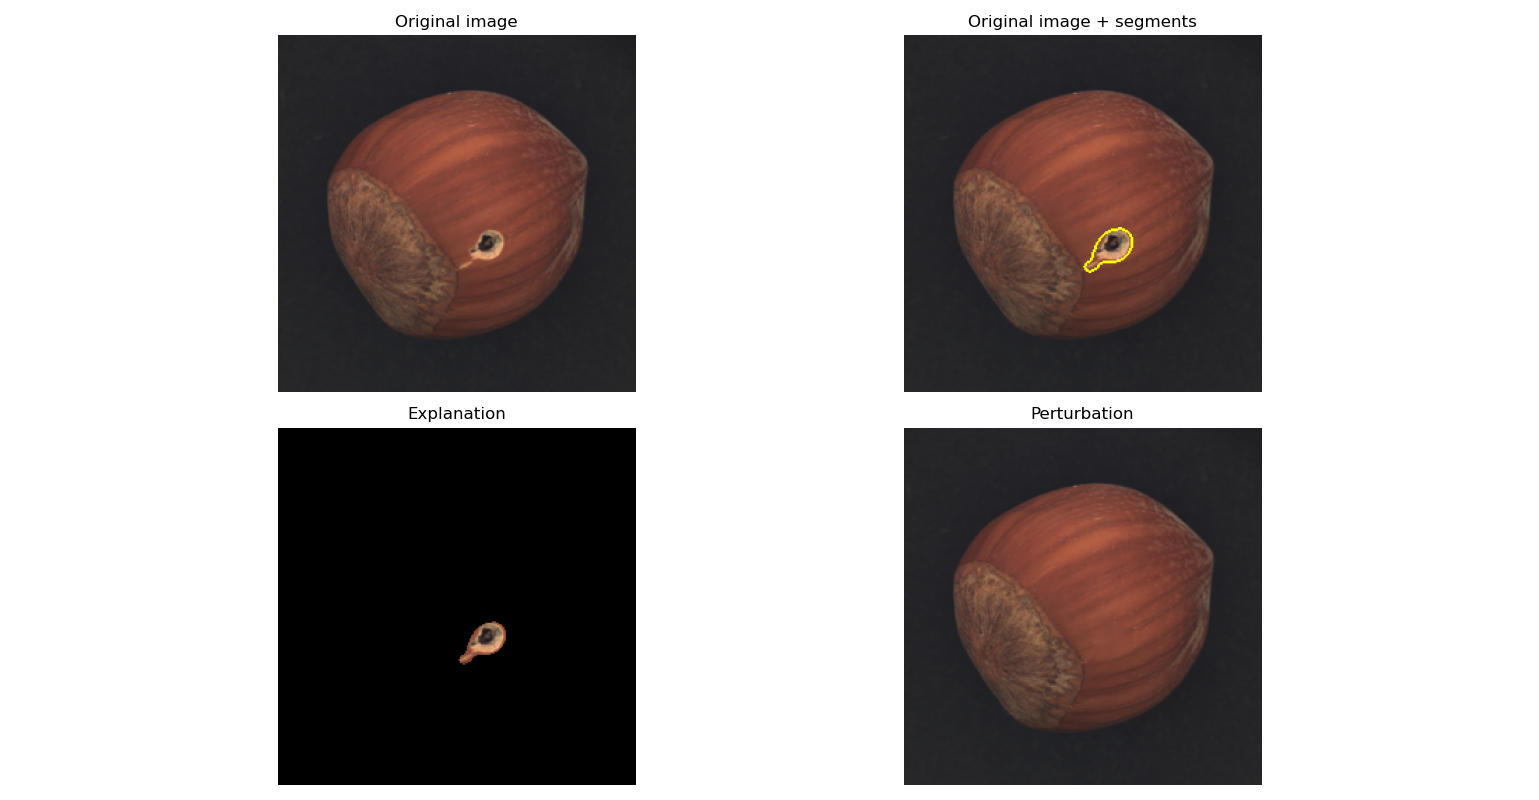 Original image
Original image + segments
Explanation
Perturbation